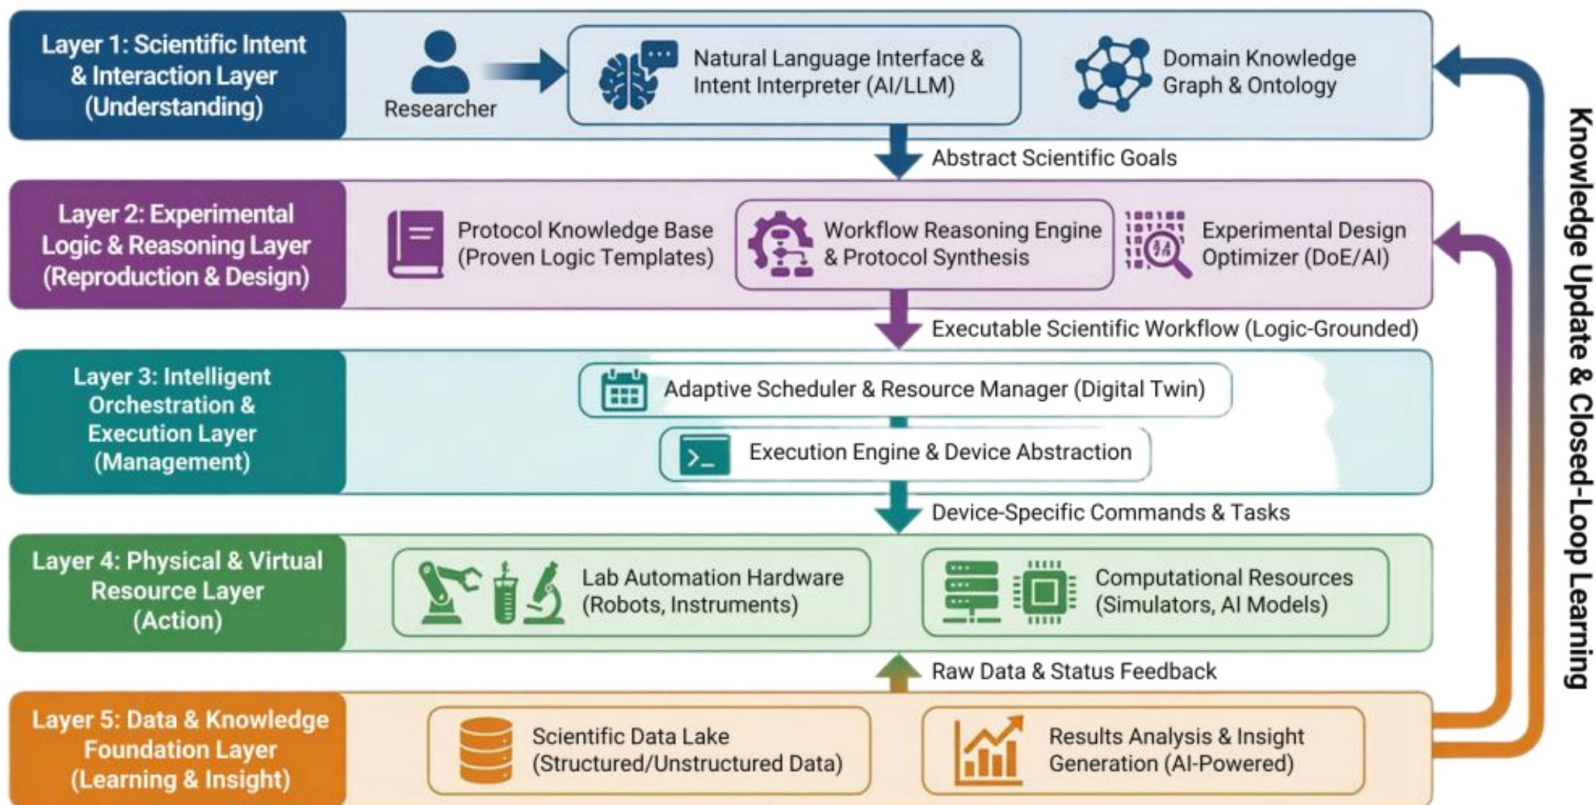 Layer 1: Scientific Intent
& Interaction Layer
(Understanding)
Researcher
Natural Language Interface &
Intent Interpreter (AI/LLM)
Domain Knowledge
Graph & Ontology
Abstract Scientific Goals
Layer 2: Experimental
Logic & Reasoning Layer
(Reproduction & Design)
Protocol Knowledge Base
(Proven Logic Templates)
Workflow Reasoning Engine
& Protocol Synthesis
Experimental Design
Optimizer (DoE/AI)
Executable Scientific Workflow (Logic-Grounded)
Layer 3: Intelligent
Orchestration &
Execution Layer
(Management)
Adaptive Scheduler & Resource Manager (Digital Twin)
Execution Engine & Device Abstraction
Device-Specific Commands & Tasks
Layer 4: Physical & Virtual
Resource Layer
(Action)
Lab Automation Hardware
(Robots, Instruments)
Computational Resources
(Simulators, AI Models)
Raw Data & Status Feedback
Layer 5: Data & Knowledge
Foundation Layer
(Learning & Insight)
Scientific Data Lake
(Structured/Unstructured Data)
Results Analysis & Insight
Generation (AI-Powered)
Knowledge Update & Closed-Loop Learning